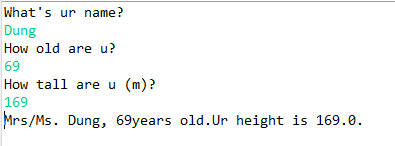 What's ur name?
Dung
How old are u?
69
How tall are u (m)?
169
Mrs/Ms. Dung, 69years old.Ur height is 169.0.